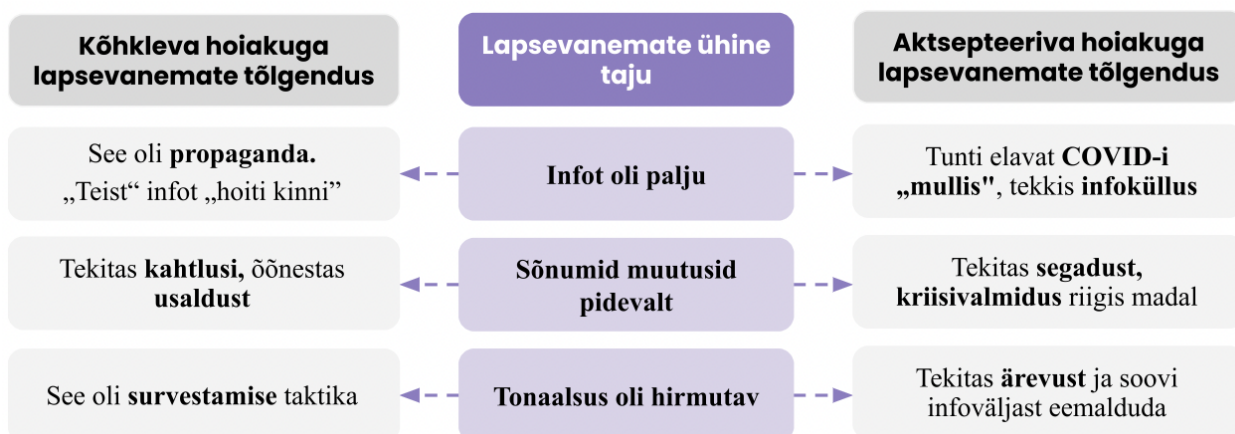 Kõhkleva hoiakuga
lapsevanemate tõlgendus
Lapsevanemate ühine
taju
Aktsepteeriva hoiakuga
lapsevanemate tõlgendus
See oli propaganda.
„Teist“ infot „hoiti kinni”
Infot oli palju
Tunti elavat COVID-i
„mullis", tekkis infoküllus
Tekitas kahtlusi, õõnestas
usaldust
Sõnumid muutusid
pidevalt
Tekitas segadust,
kriisivalmidus riigis madal
See oli survestamise taktika
Tonaalsus oli hirmutav
Tekitas ärevust ja soovi
infoväljast eemalduda